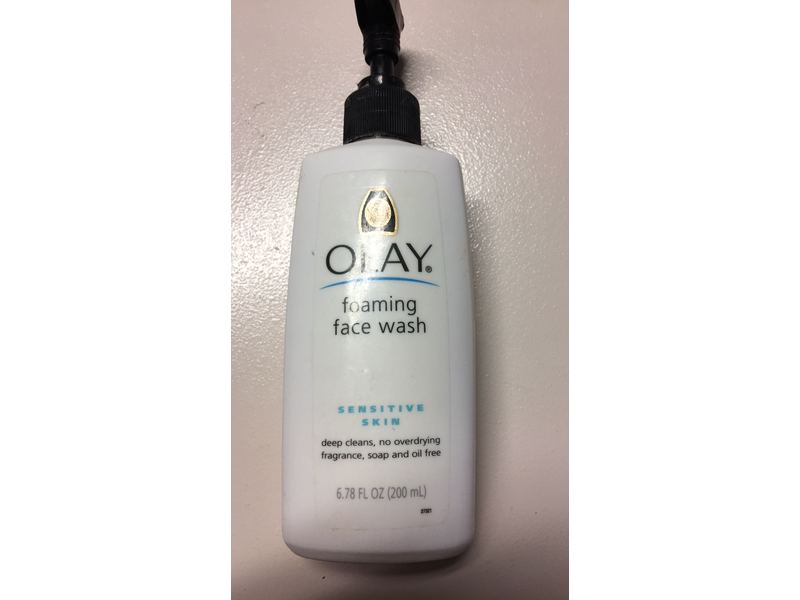 OLAY®
foaming
face wash
SENSITIVE
SKIN
deep cleans, no overdrying
fragrance, soap and oil free
6.78 FL OZ (200 mL)